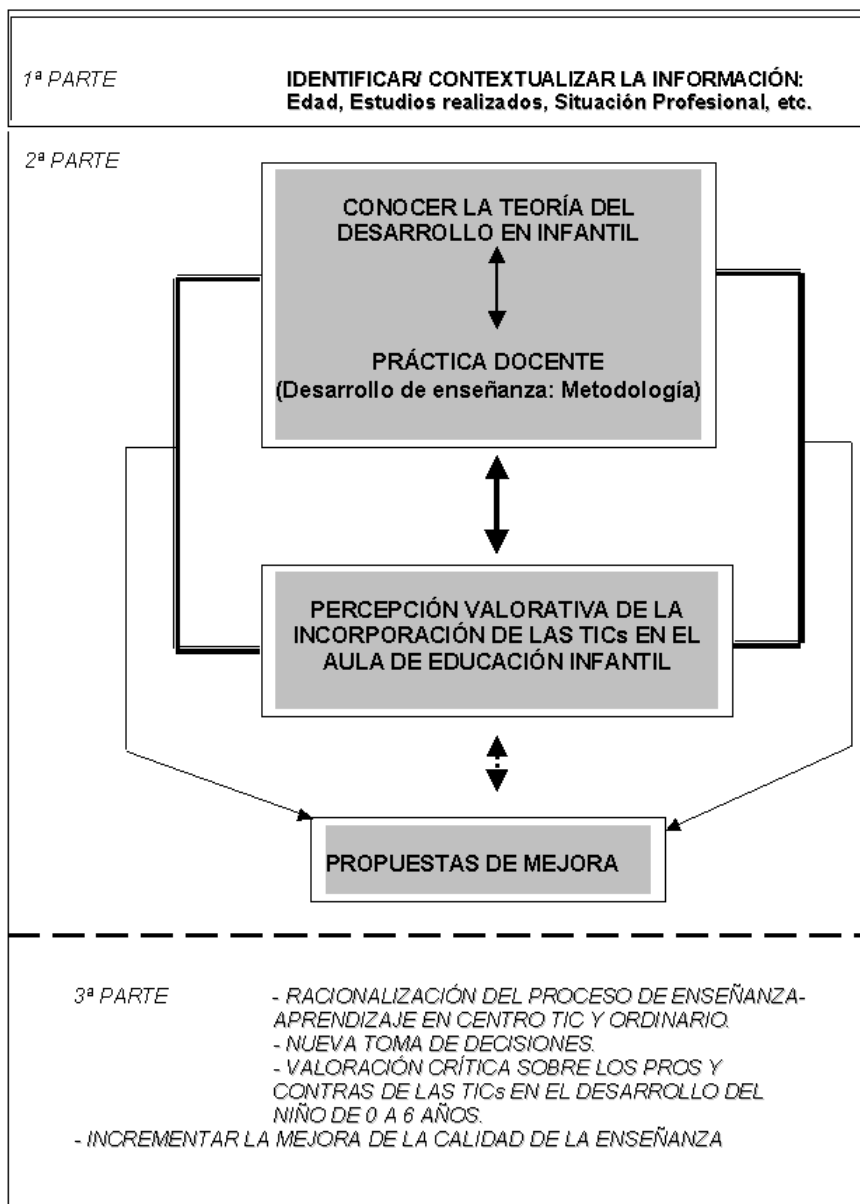 1ª PARTE
IDENTIFICAR/ CONTEXTUALIZAR LA INFORMACIÓN:
Edad, Estudios realizados, Situación Profesional, etc.
2ª PARTE
CONOCER LA TEORÍA DEL
DESARROLLO EN INFANTIL
PRÁCTICA DOCENTE
(Desarrollo de enseñanza: Metodología)
PERCEPCIÓN VALORATIVA DE LA
INCORPORACIÓN DE LAS TICs EN EL
AULA DE EDUCACIÓN INFANTIL
PROPUESTAS DE MEJORA
3ª PARTE
- RACIONALIZACIÓN DEL PROCESO DE ENSEÑANZA-
APRENDIZAJE EN CENTRO TIC Y ORDINARIO.
- NUEVA TOMA DE DECISIONES.
- VALORACIÓN CRÍTICA SOBRE LOS PROS Y
CONTRAS DE LAS TICs EN EL DESARROLLO DEL
NIÑO DE 0 A 6 AÑOS.
- INCREMENTAR LA MEJORA DE LA CALIDAD DE LA ENSEÑANZA